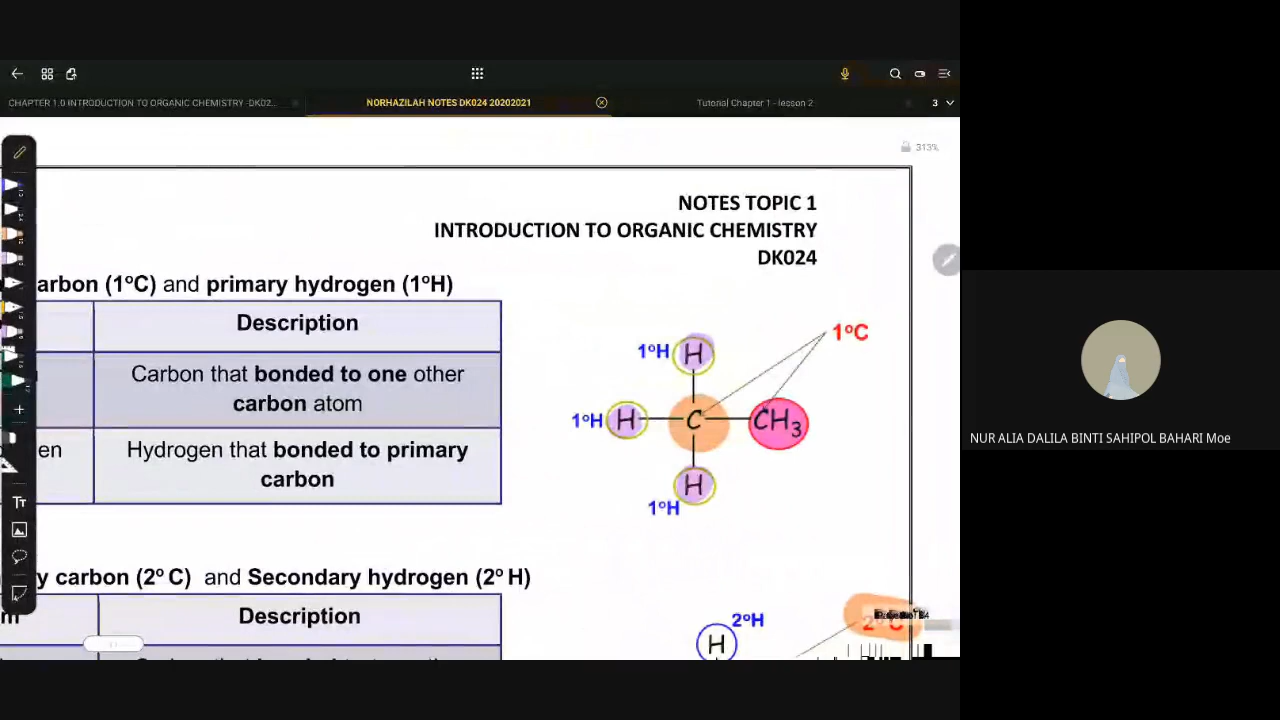 CHAPTER 1.0 INTRODUCTION TO ORGANIC CHEMISTRY -DK02...
NORHAZILAH NOTES DK024 20202021
Tutorial Chapter 1 - lesson 2
3
313%
NOTES TOPIC 1
INTRODUCTION TO ORGANIC CHEMISTRY
DK024
arbon (1ºC) and primary hydrogen (1ºH)
Description
Carbon that bonded to one other
carbon atom
en
Hydrogen that bonded to primary
carbon
1ºC
1ºH H
1ºH H C CH3
H
1ºH
y carbon (2º C) and Secondary hydrogen (2º H)
Description
2ºH
H
2ºC
Tт
NUR ALIA DALILA BINTI SAHIPOL BAHARI Moe